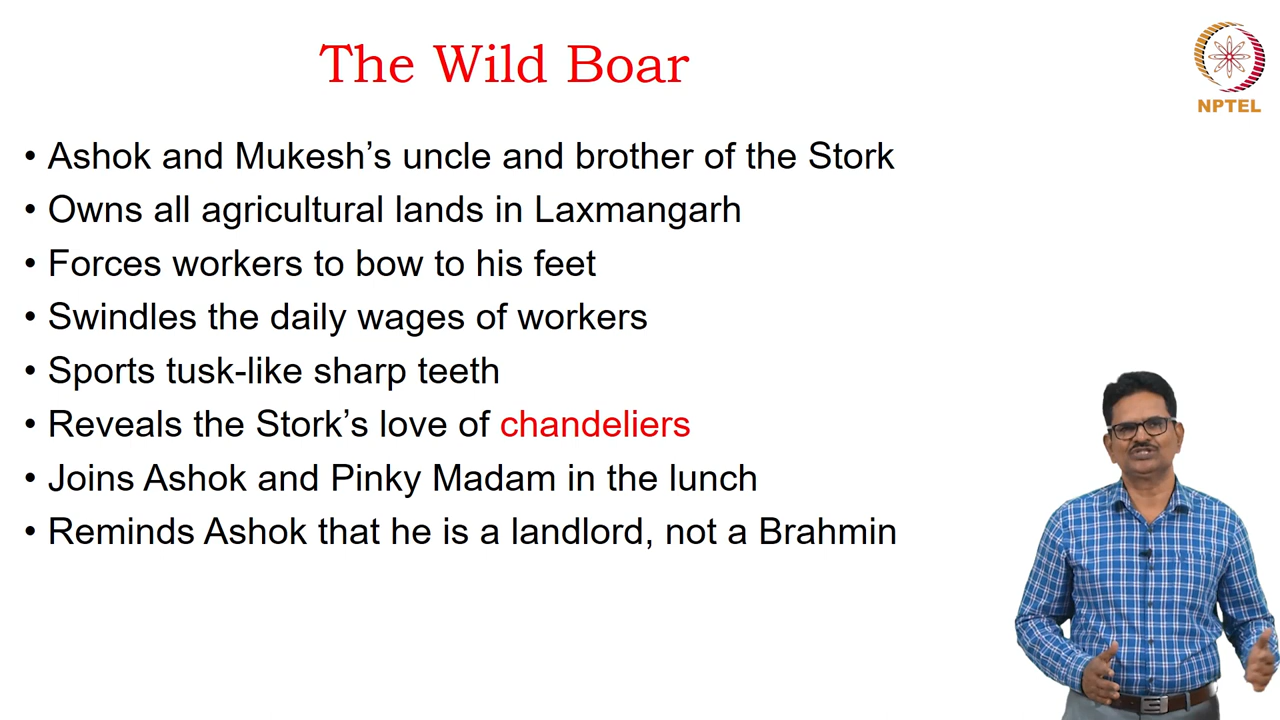 The Wild Boar
NPTEL
• Ashok and Mukesh’s uncle and brother of the Stork
• Owns all agricultural lands in Laxmangarh
• Forces workers to bow to his feet
• Swindles the daily wages of workers
• Sports tusk-like sharp teeth
• Reveals the Stork’s love of chandeliers
• Joins Ashok and Pinky Madam in the lunch
• Reminds Ashok that he is a landlord, not a Brahmin